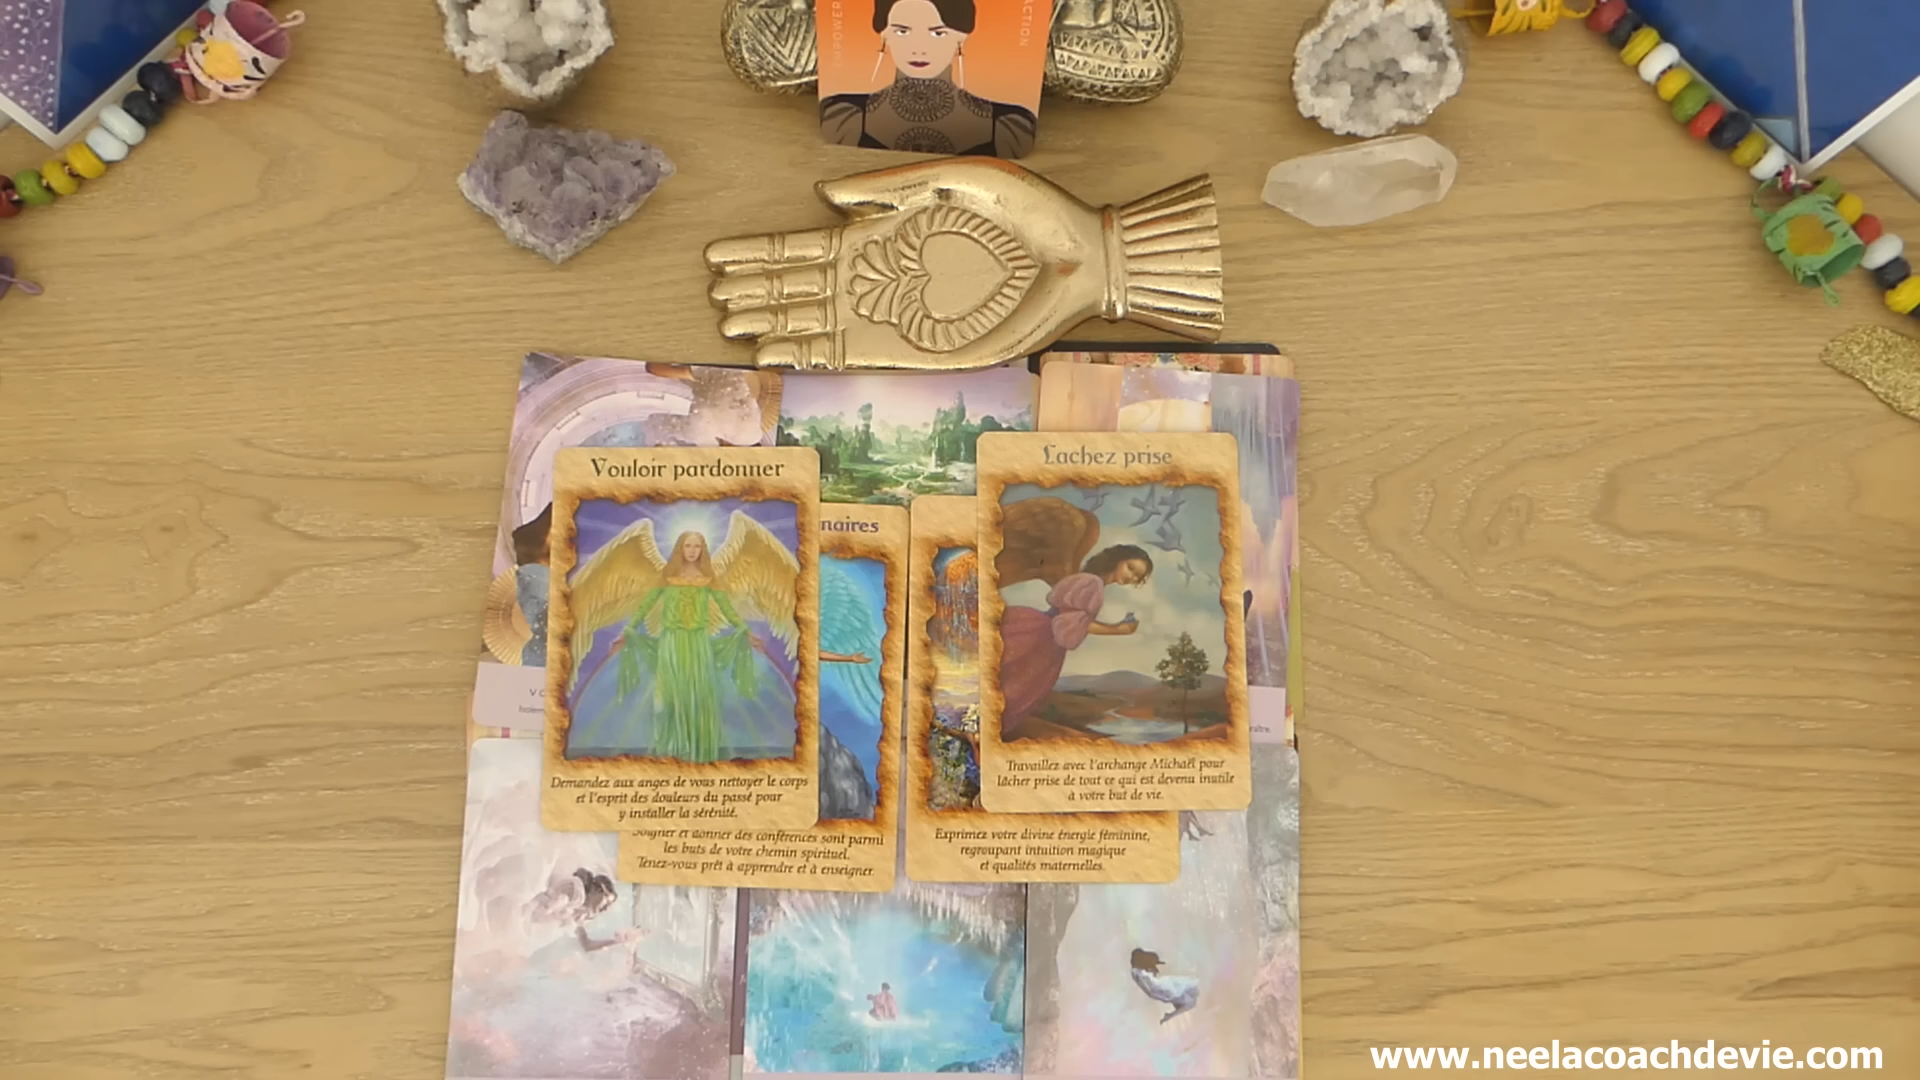 EMPOWER
ACTION
Vouloir pardonner
Lachez prise
naires
Travaillez avec l'archange Michaël pour
lâcher prise de tout ce qui est devenu inutile
à votre but de vie.
Demandez aux anges de vous nettoyer le corps
et l'esprit des douleurs du passé pour
y installer la sérénité.
Soigner et donner des conférences sont parmi
les buts de votre chemin spirituel.
Tenez-vous prêt à apprendre et à enseigner.
Exprimez votre divine énergie féminine,
regroupant intuition magique
et qualités maternelles.
www.neelacoachdevie.com